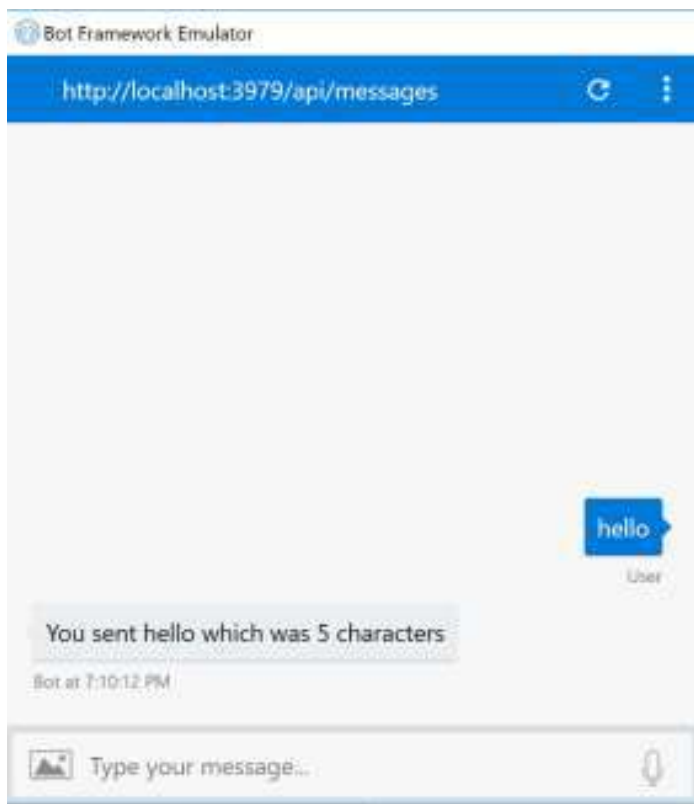 Bot Framework Emulator
http://localhost:3979/api/messages
hello
User
You sent hello which was 5 characters
Bot at 7:10:12 PM
Type your message...